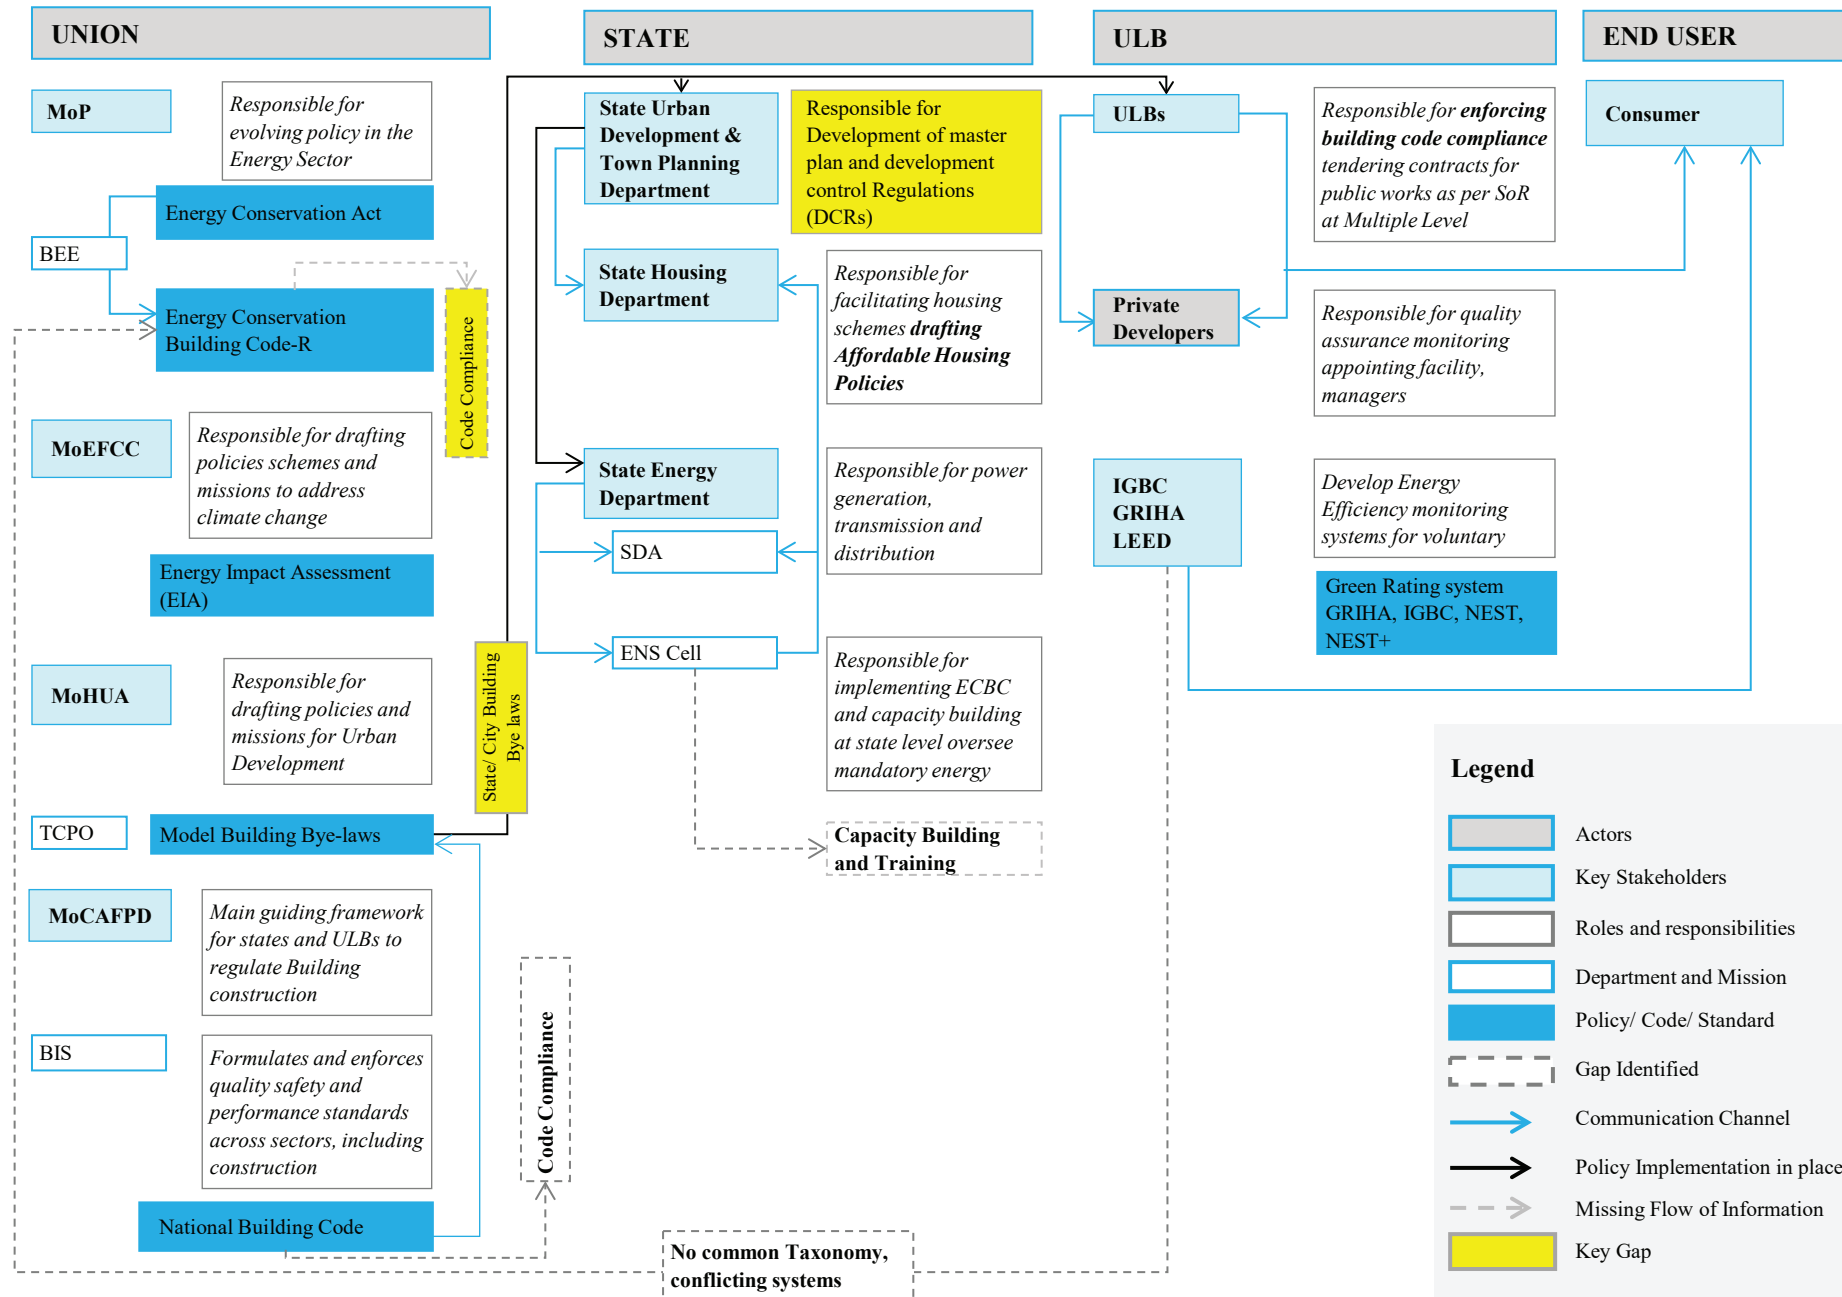 UNION
STATE
ULB
END USER
MoP
Responsible for
evolving policy in the
Energy Sector
Energy Conservation Act
BEE
Energy Conservation
Building Code-R
Code Compliance
MoEFCC
Responsible for drafting
policies schemes and
missions to address
climate change
Energy Impact Assessment
(EIA)
MoHUA
Responsible for
drafting policies and
missions for Urban
Development
State/ City Building
Bye laws
TCPO
Model Building Bye-laws
MoCAFPD
Main guiding framework
for states and ULBs to
regulate Building
construction
BIS
Formulates and enforces
quality safety and
performance standards
across sectors, including
construction
National Building Code
Code Compliance
State Urban
Development &
Town Planning
Department
Responsible for
Development of master
plan and development
control Regulations
(DCRs)
State Housing
Department
Responsible for
facilitating housing
schemes drafting
Affordable Housing
Policies
State Energy
Department
Responsible for power
generation,
transmission and
distribution
SDA
ENS Cell
Responsible for
implementing ECBC
and capacity building
at state level oversee
mandatory energy
Capacity Building
and Training
No common Taxonomy,
conflicting systems
ULBs
Responsible for enforcing
building code compliance
tendering contracts for
public works as per SoR
at Multiple Level
Private
Developers
Responsible for quality
assurance monitoring
appointing facility,
managers
IGBC
GRIHA
LEED
Develop Energy
Efficiency monitoring
systems for voluntary
Green Rating system
GRIHA, IGBC, NEST,
NEST+
Consumer
Legend
Actors
Key Stakeholders
Roles and responsibilities
Department and Mission
Policy/ Code/ Standard
Gap Identified
Communication Channel
Policy Implementation in place
Missing Flow of Information
Key Gap